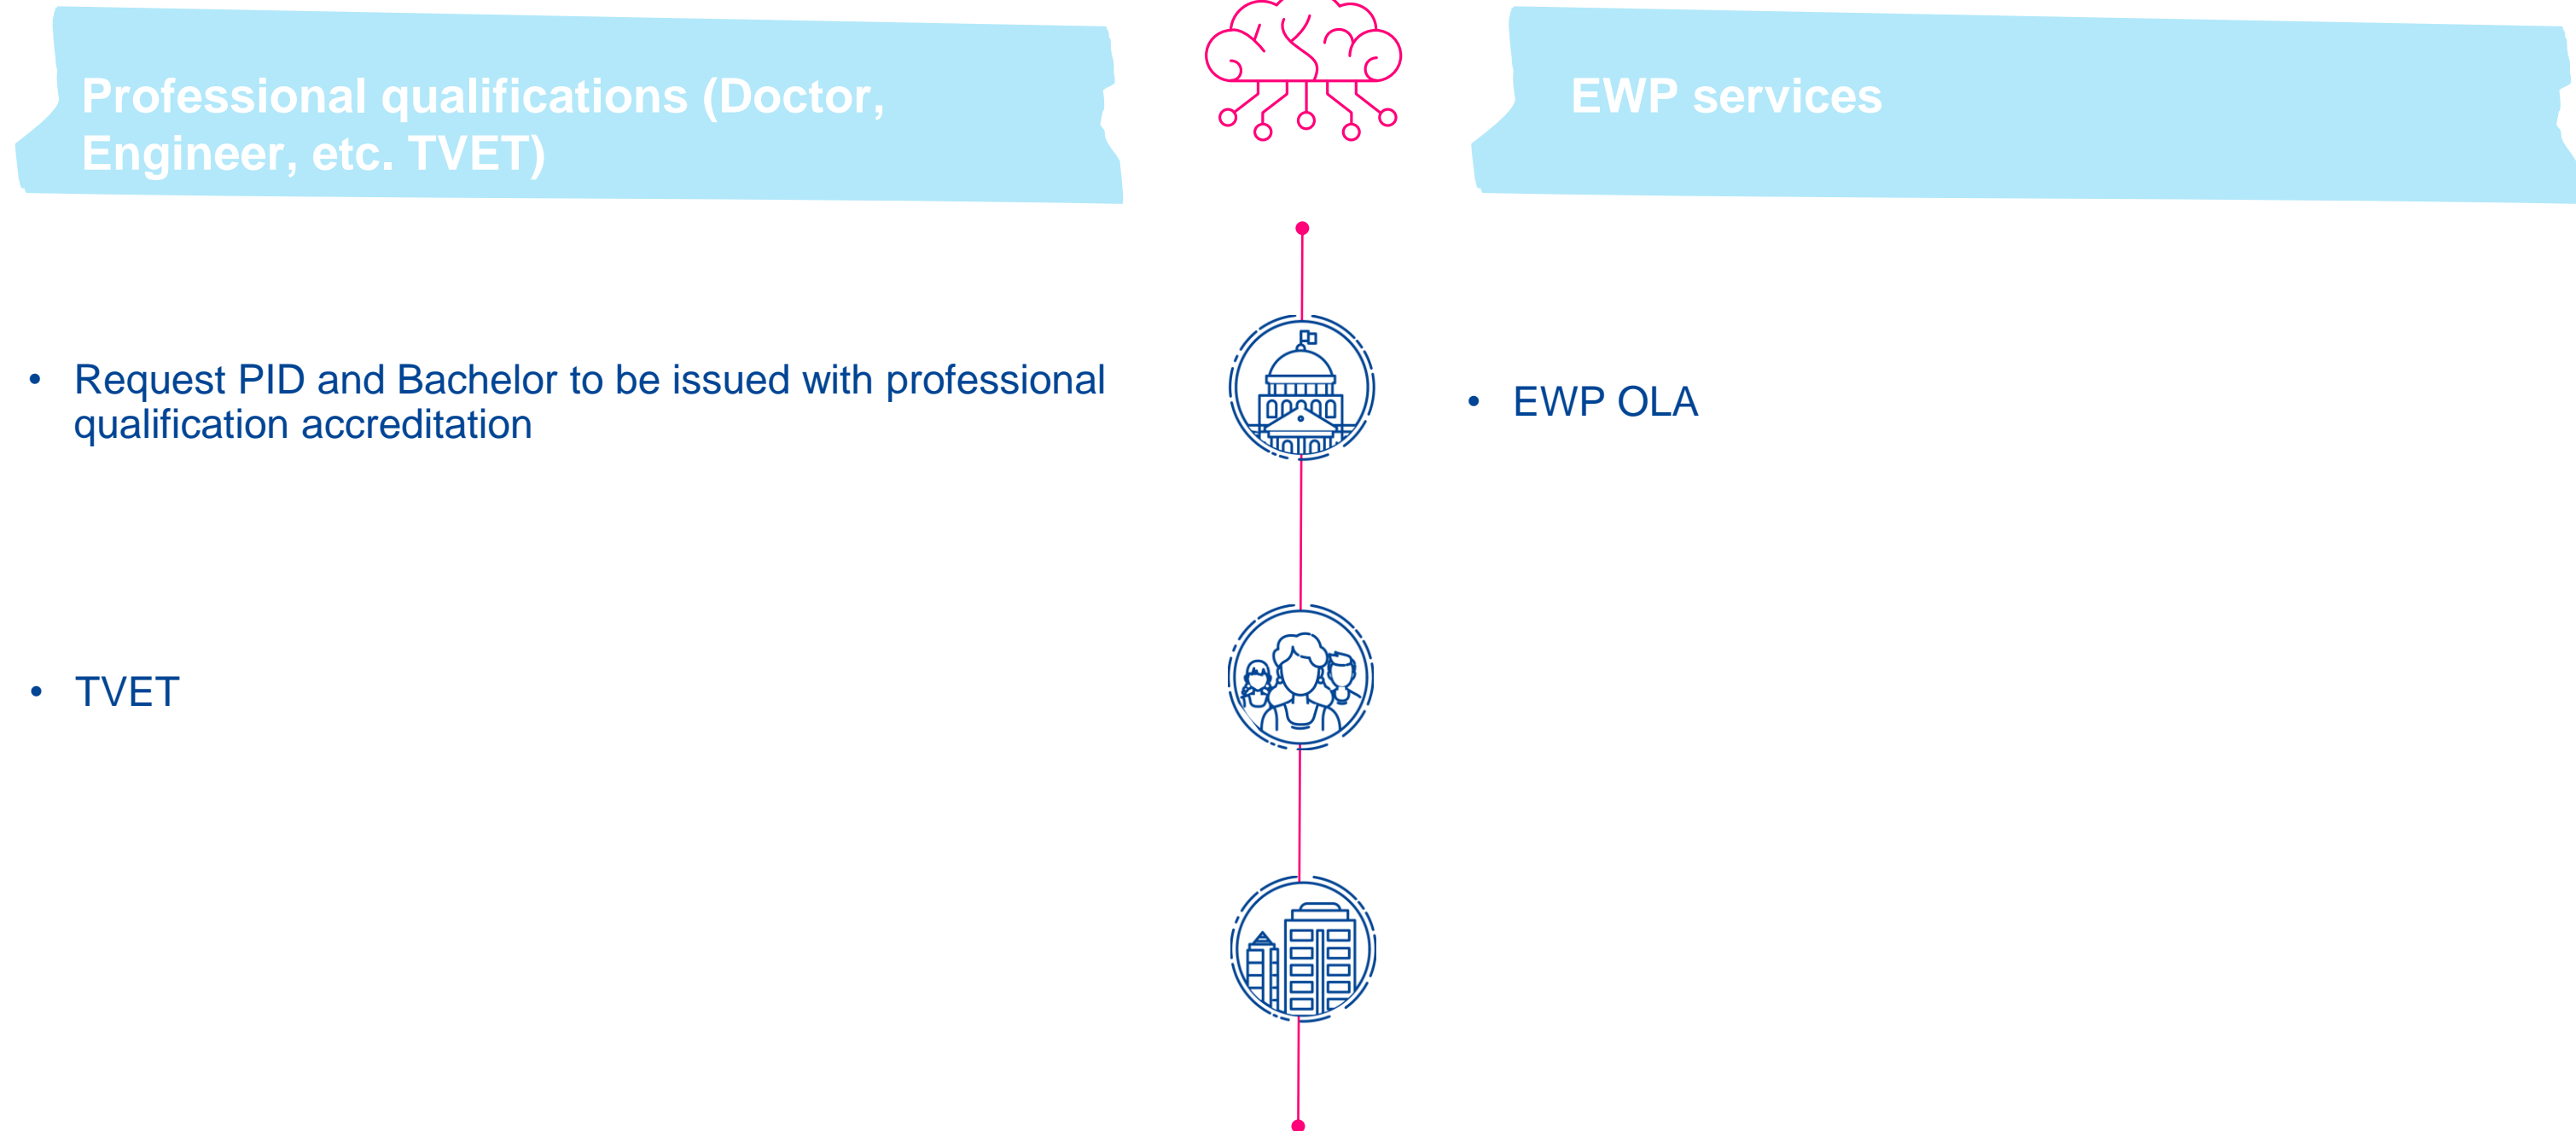 Professional qualifications (Doctor,
Engineer, etc. TVET)
• Request PID and Bachelor to be issued with professional
qualification accreditation
• TVET
EWP services
• EWP OLA